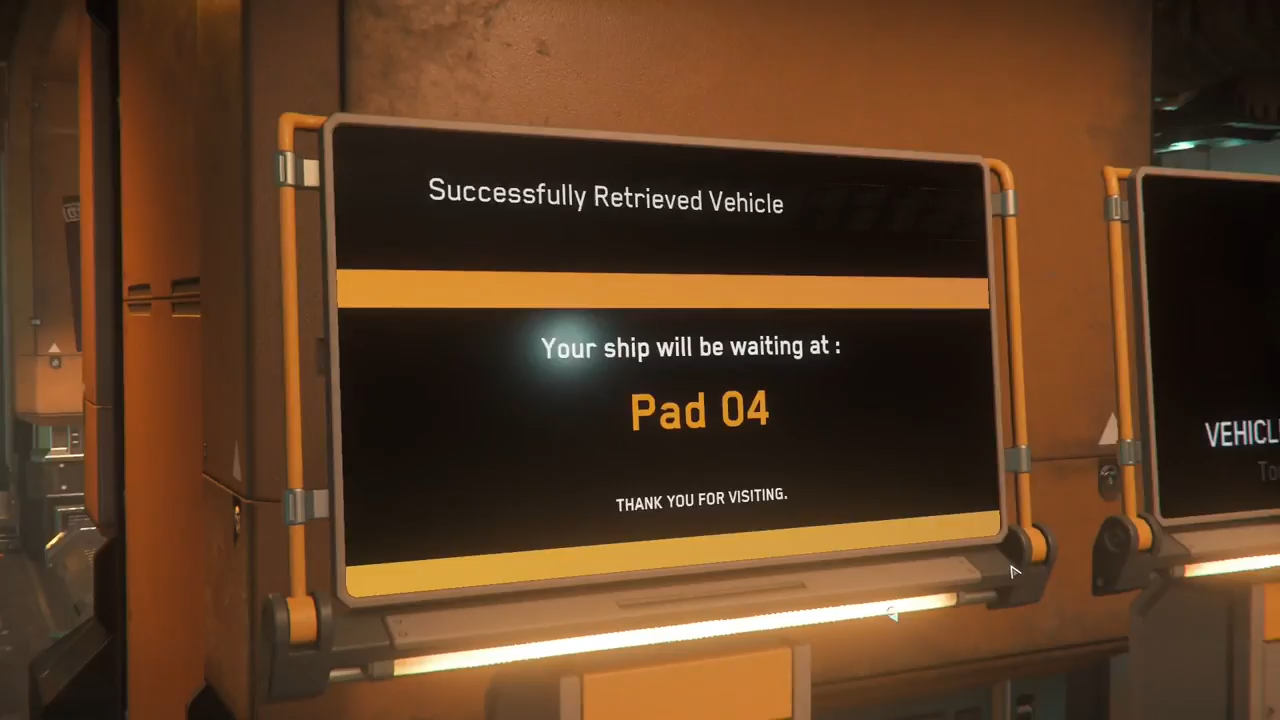 Successfully Retrieved Vehicle
Your ship will be waiting at :
Pad 04
THANK YOU FOR VISITING.